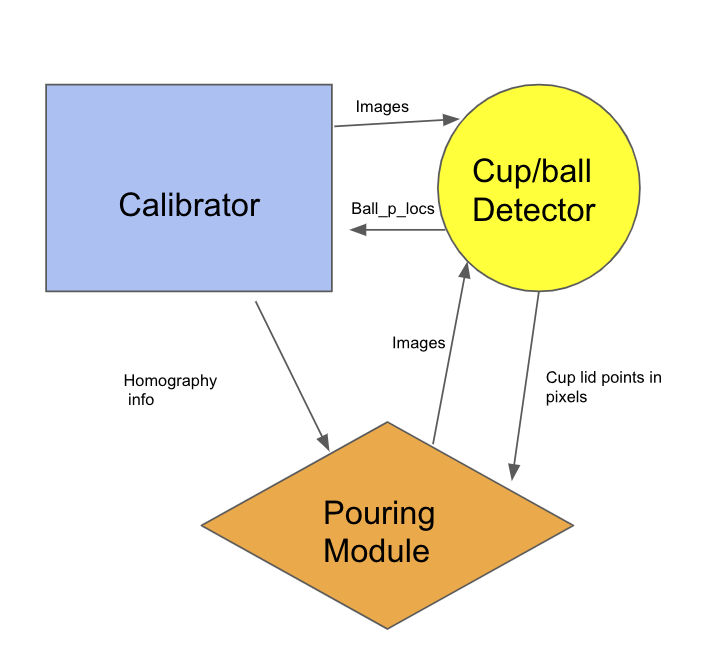 Images
Calibrator
Cup/ball
Detector
Ball_p_locs
Images
Homography
info
Cup lid points in
pixels
Pouring
Module